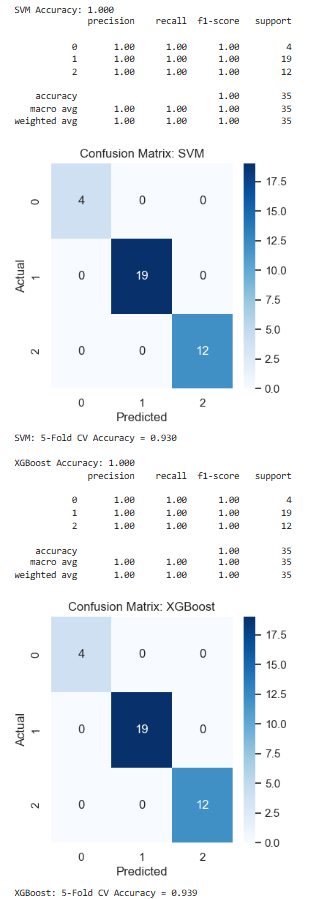 SVM Accuracy: 1.000
precision recall f1-score support
0 1.00 1.00 1.00 4
1 1.00 1.00 1.00 19
2 1.00 1.00 1.00 12
accuracy 1.00 35
macro avg 1.00 1.00 1.00 35
weighted avg 1.00 1.00 1.00 35
Confusion Matrix: SVM
17.5
0 4 0 0
15.0
12.5
Actual
1 0 19 0
10.0
7.5
5.0
2 0 0 12
2.5
0.0
0 1 2
Predicted
SVM: 5-Fold CV Accuracy = 0.930
XGBoost Accuracy: 1.000
precision recall f1-score support
0 1.00 1.00 1.00 4
1 1.00 1.00 1.00 19
2 1.00 1.00 1.00 12
accuracy 1.00 35
macro avg 1.00 1.00 1.00 35
weighted avg 1.00 1.00 1.00 35
Confusion Matrix: XGBoost
17.5
0 4 0 0
15.0
12.5
Actual
1 0 19 0
10.0
7.5
5.0
2 0 0 12
2.5
0.0
0 1 2
Predicted
XGBoost: 5-Fold CV Accuracy = 0.939